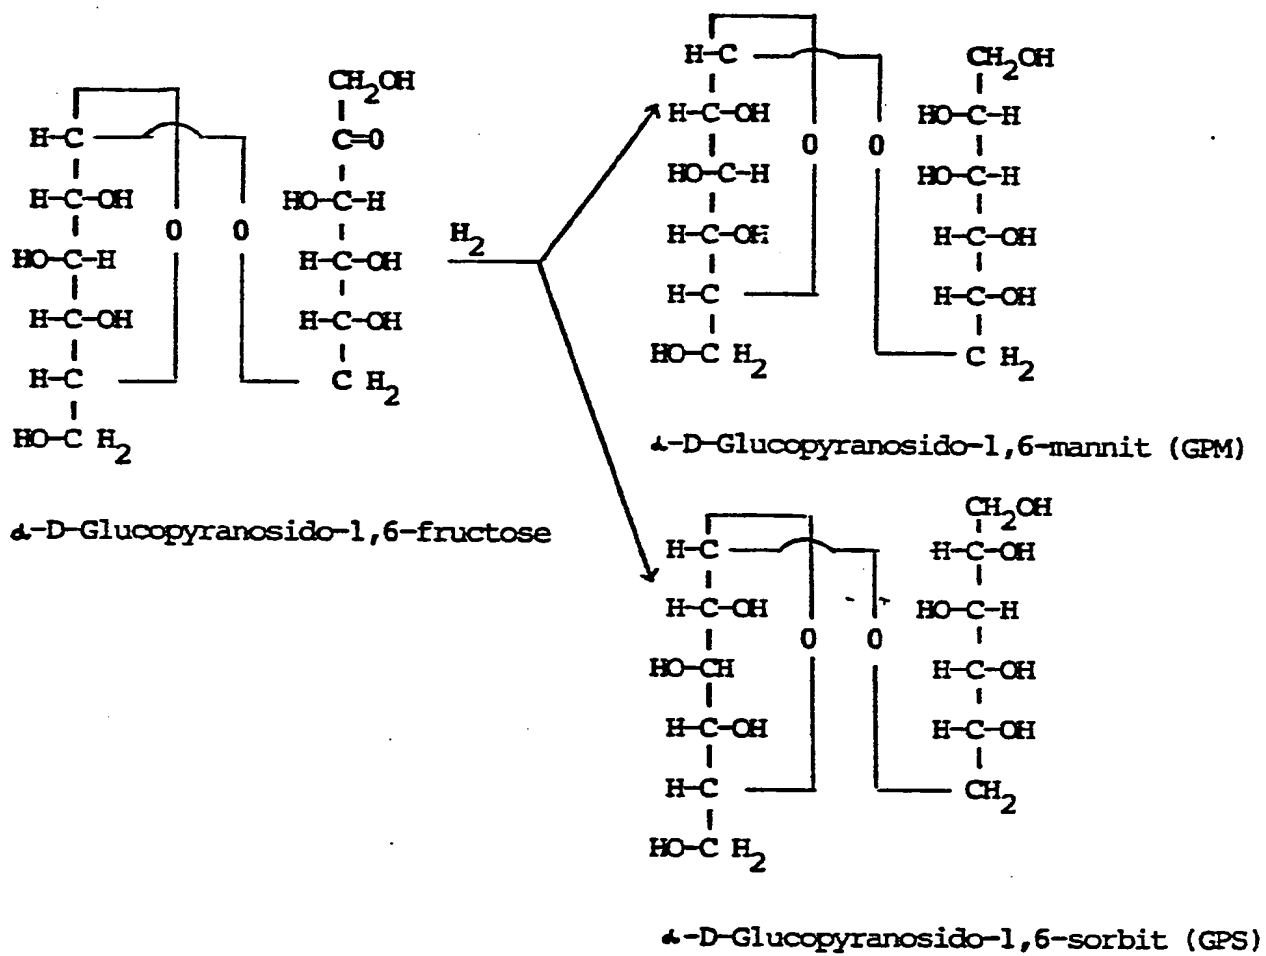 CH2OH
H-C C=O
H-C-OH HO-C-H
O O
HO-C-H H-C-OH
H-C-OH H-C-OH
H-C C H2
HO-C H2
α-D-Glucopyranosido-1,6-fructose
H2
H-C CH2OH
H-C-OH HO-C-H
O O
HO-C-H HO-C-H
H-C-OH H-C-OH
H-C H-C-OH
HO-C H2 C H2
α-D-Glucopyranosido-1,6-mannit (GPM)
CH2OH
H-C H-C-OH
H-C-OH HO-C-H
O O
HO-CH H-C-OH
H-C-OH H-C-OH
H-C CH2
HO-C H2
α-D-Glucopyranosido-1,6-sorbit (GPS)